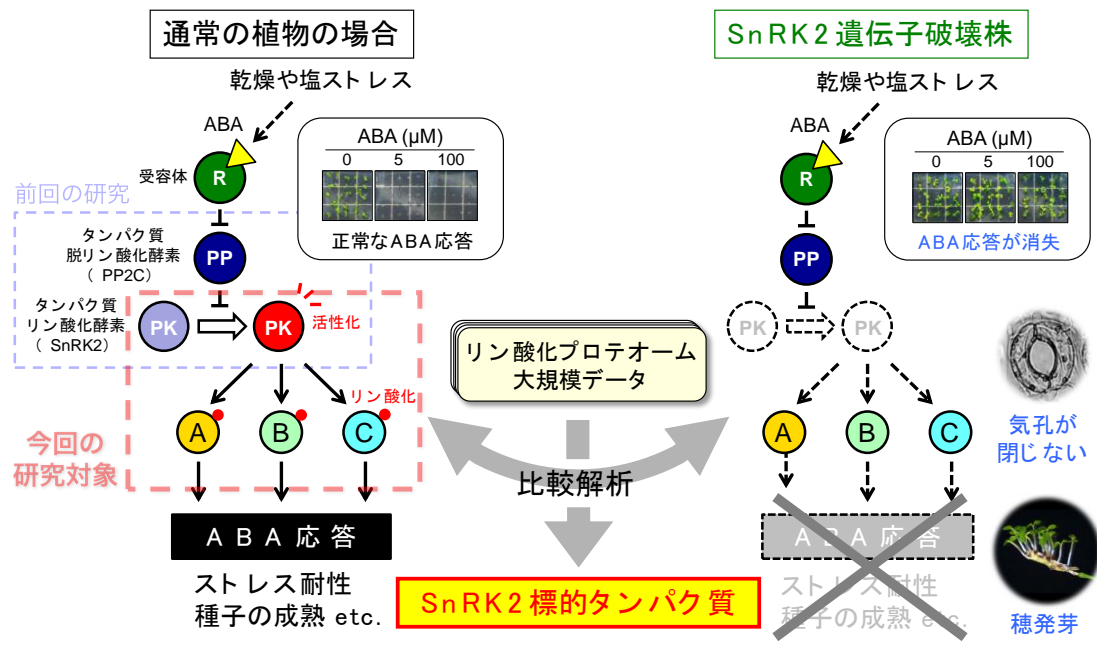 通常の植物の場合
乾燥や塩ストレス
ABA
受容体
R
ABA (μM)
0 5 100
正常なABA応答
前回の研究
タンパク質
脱リン酸化酵素
( PP2C)
PP
タンパク質
リン酸化酵素
( SnRK2)
PK
PK
活性化
リン酸化
A
B
C
今回の
研究対象
ABA応答
ストレス耐性
種子の成熟 etc.
リン酸化プロテオーム
大規模データ
比較解析
SnRK2標的タンパク質
SnRK2遺伝子破壊株
乾燥や塩ストレス
ABA
R
ABA (μM)
0 5 100
ABA応答が消失
PP
PK
PK
A
B
C
ABA応答
ストレス耐性
種子の成熟 etc.
気孔が
閉じない
穂発芽